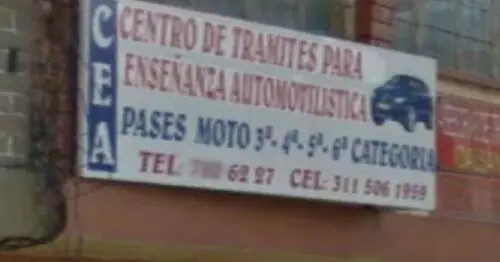 CEA
CENTRO DE TRAMITES PARA
ENSEÑANZA AUTOMOVILISTICA
PASES MOTO 3ª-4ª-5ª-6ª CATEGORIA
TEL: 62 27 CEL: 311 506 1959